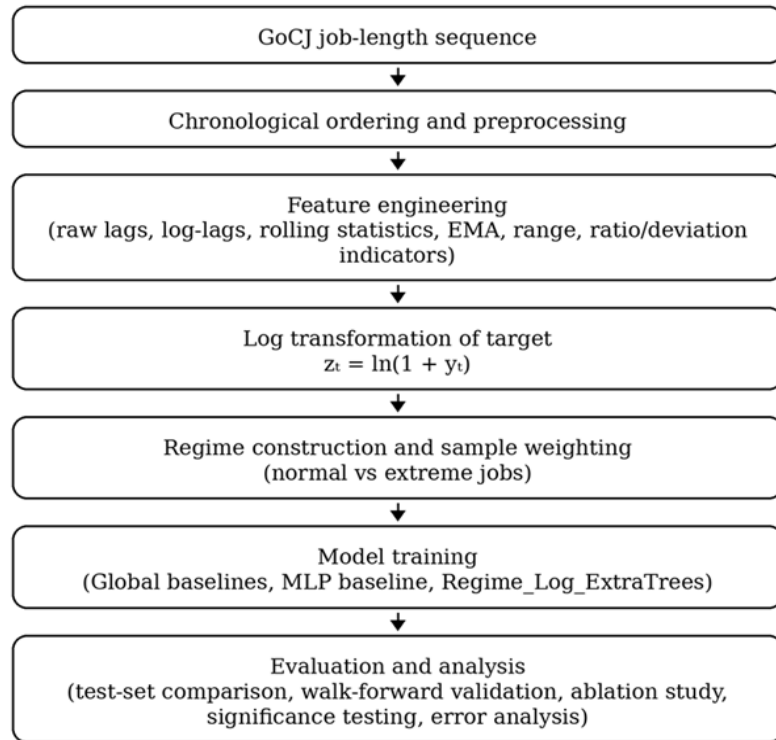 GoCJ job-length sequence
Chronological ordering and preprocessing
Feature engineering
(raw lags, log-lags, rolling statistics, EMA, range, ratio/deviation
indicators)
Log transformation of target
zₜ = ln(1 + yₜ)
Regime construction and sample weighting
(normal vs extreme jobs)
Model training
(Global baselines, MLP baseline, Regime_Log_ExtraTrees)
Evaluation and analysis
(test-set comparison, walk-forward validation, ablation study,
significance testing, error analysis)